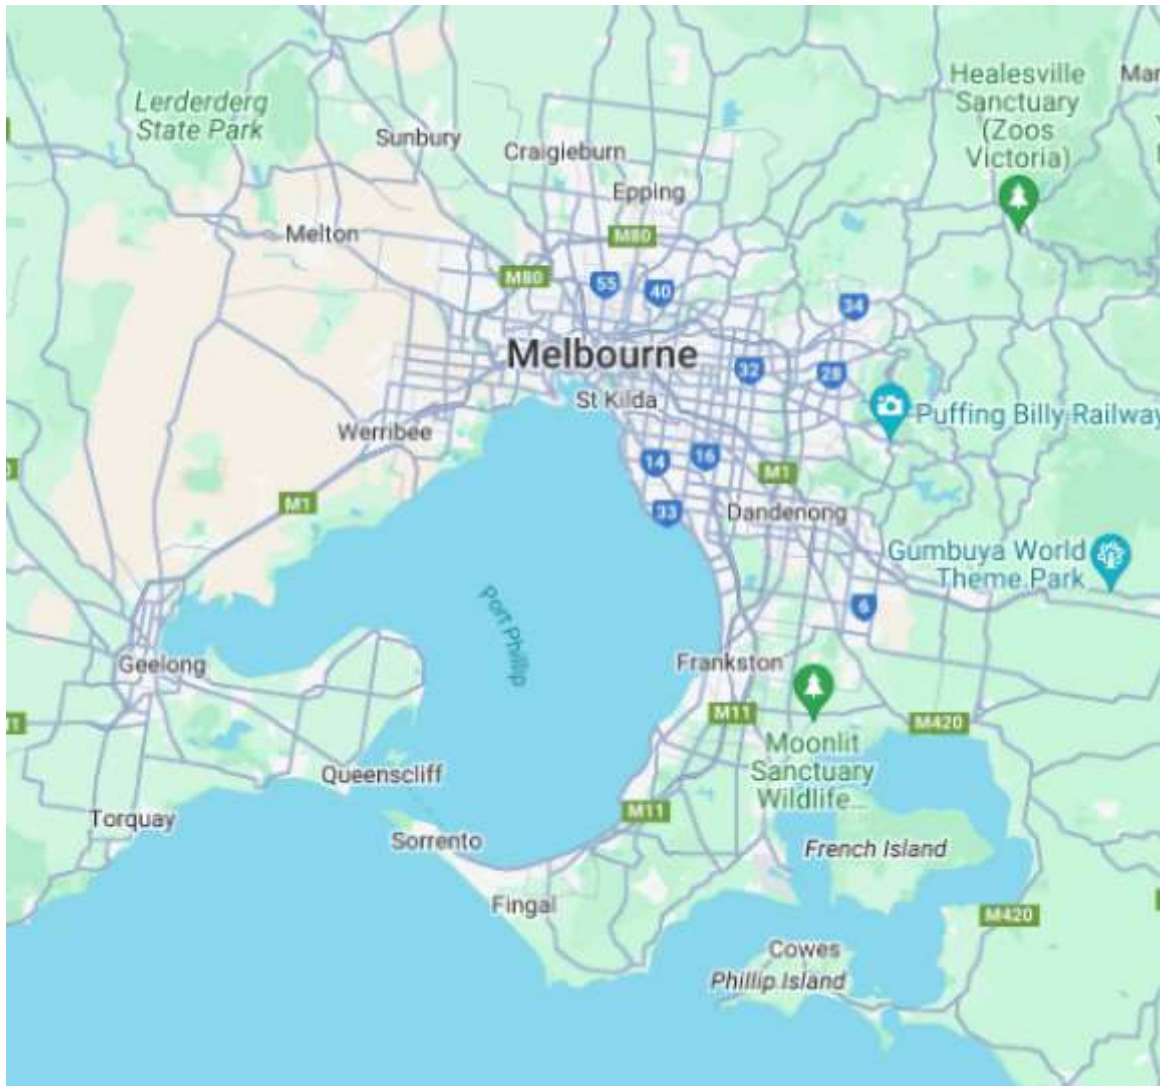 Healesville
Sanctuary
(Zoos
Victoria)
Mar
Lerderderg
State Park
Sunbury
Craigieburn
Epping
Melton
M80
M80
55
40
34
Melbourne
32
28
St Kilda
Puffing Billy Railway
Werribee
14
16
M1
M1
33
Dandenong
Gumbuya World
Theme Park
Port Phillip
6
Geelong
Frankston
M11
M420
Moonlit
Sanctuary
Wildlife...
Queenscliff
Torquay
M11
Sorrento
French Island
Fingal
M420
Cowes
Phillip Island